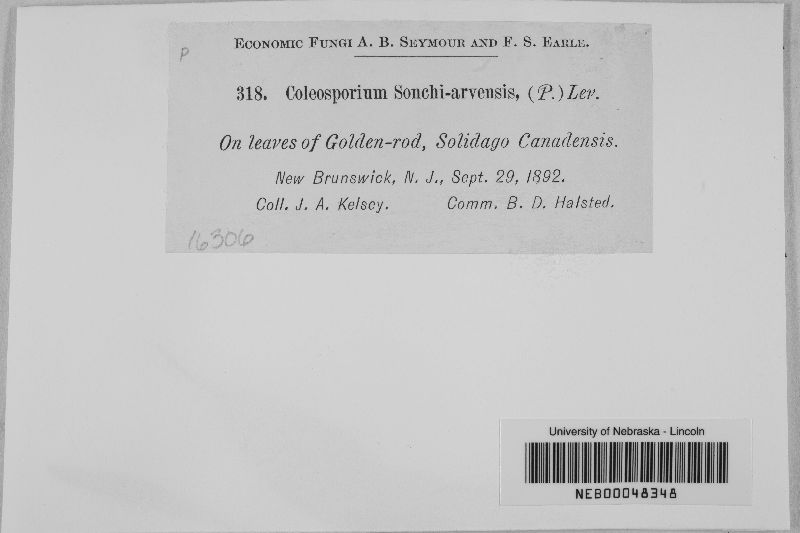 P
Economic Fungi A. B. Seymour and F. S. Earle.
318. Coleosporium Sonchi-arvensis, (P.) Lev.
On leaves of Golden-rod, Solidago Canadensis.
New Brunswick, N. J., Sept. 29, 1892.
Coll. J. A. Kelsey. Comm. B. D. Halsted.
16306
University of Nebraska - Lincoln
NEB00048348